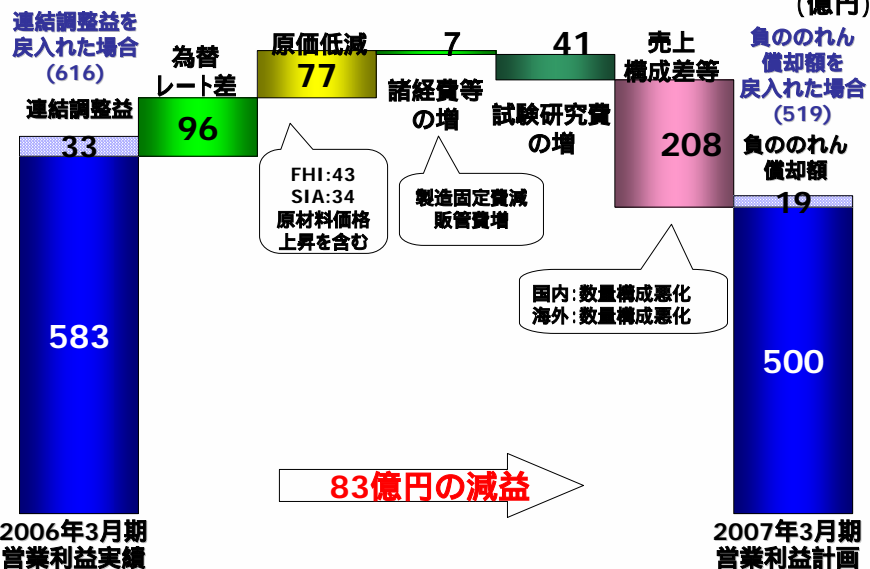 (億円)
連結調整益を
戻入れた場合
(616)
連結調整益
33
583
2006年3月期
営業利益実績
為替
レート差
96
原価低減
77
FHI:43
SIA:34
原材料価格
上昇を含む
7
諸経費等
の増
製造固定費減
販管費増
41
試験研究費
の増
売上
構成差等
208
国内:数量構成悪化
海外:数量構成悪化
負ののれん
償却額を
戻入れた場合
(519)
負ののれん
償却額
19
500
2007年3月期
営業利益計画
83億円の減益